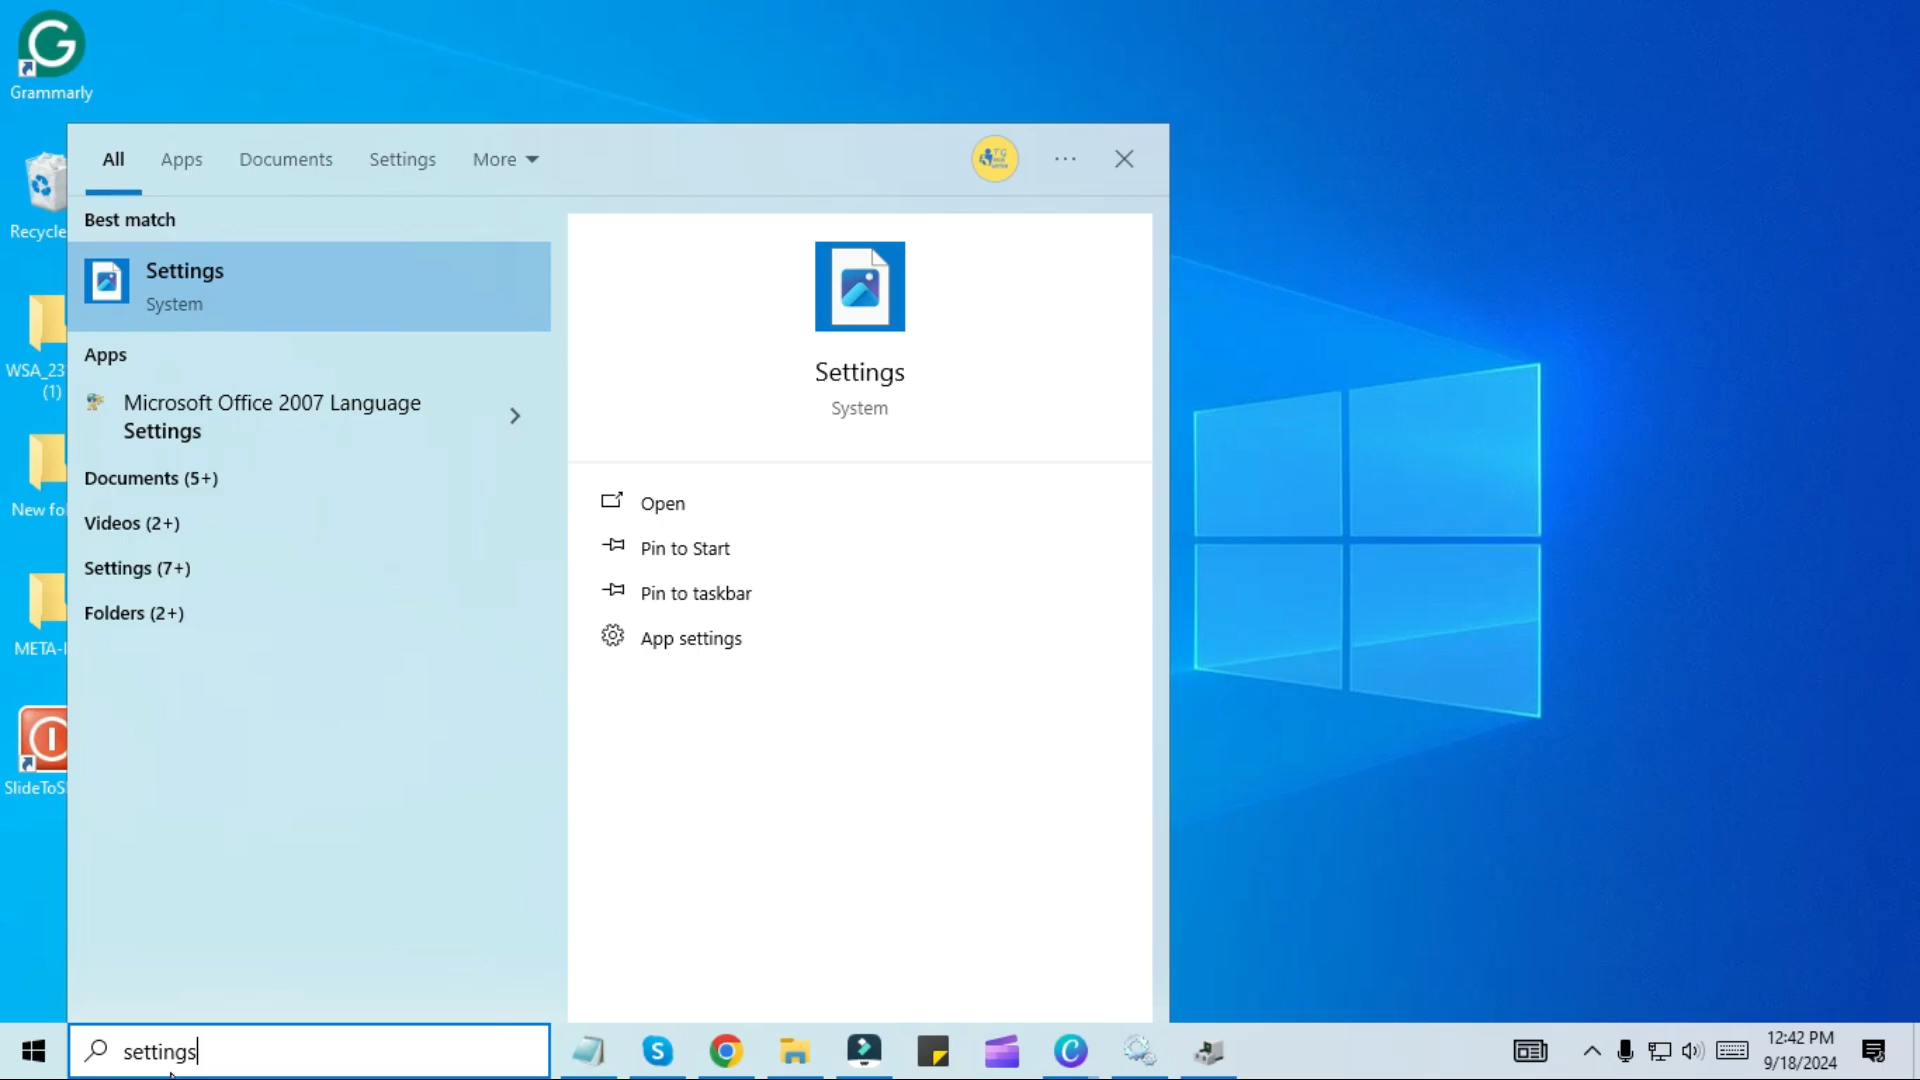 Grammarly
Recycle
WSA_23
(1)
New fol
META-I
SlideToSl
All Apps Documents Settings More
Best match
Settings
System
Apps
Microsoft Office 2007 Language
Settings
Documents (5+)
Videos (2+)
Settings (7+)
Folders (2+)
Settings
System
Open
Pin to Start
Pin to taskbar
App settings
settings
12:42 PM
9/18/2024